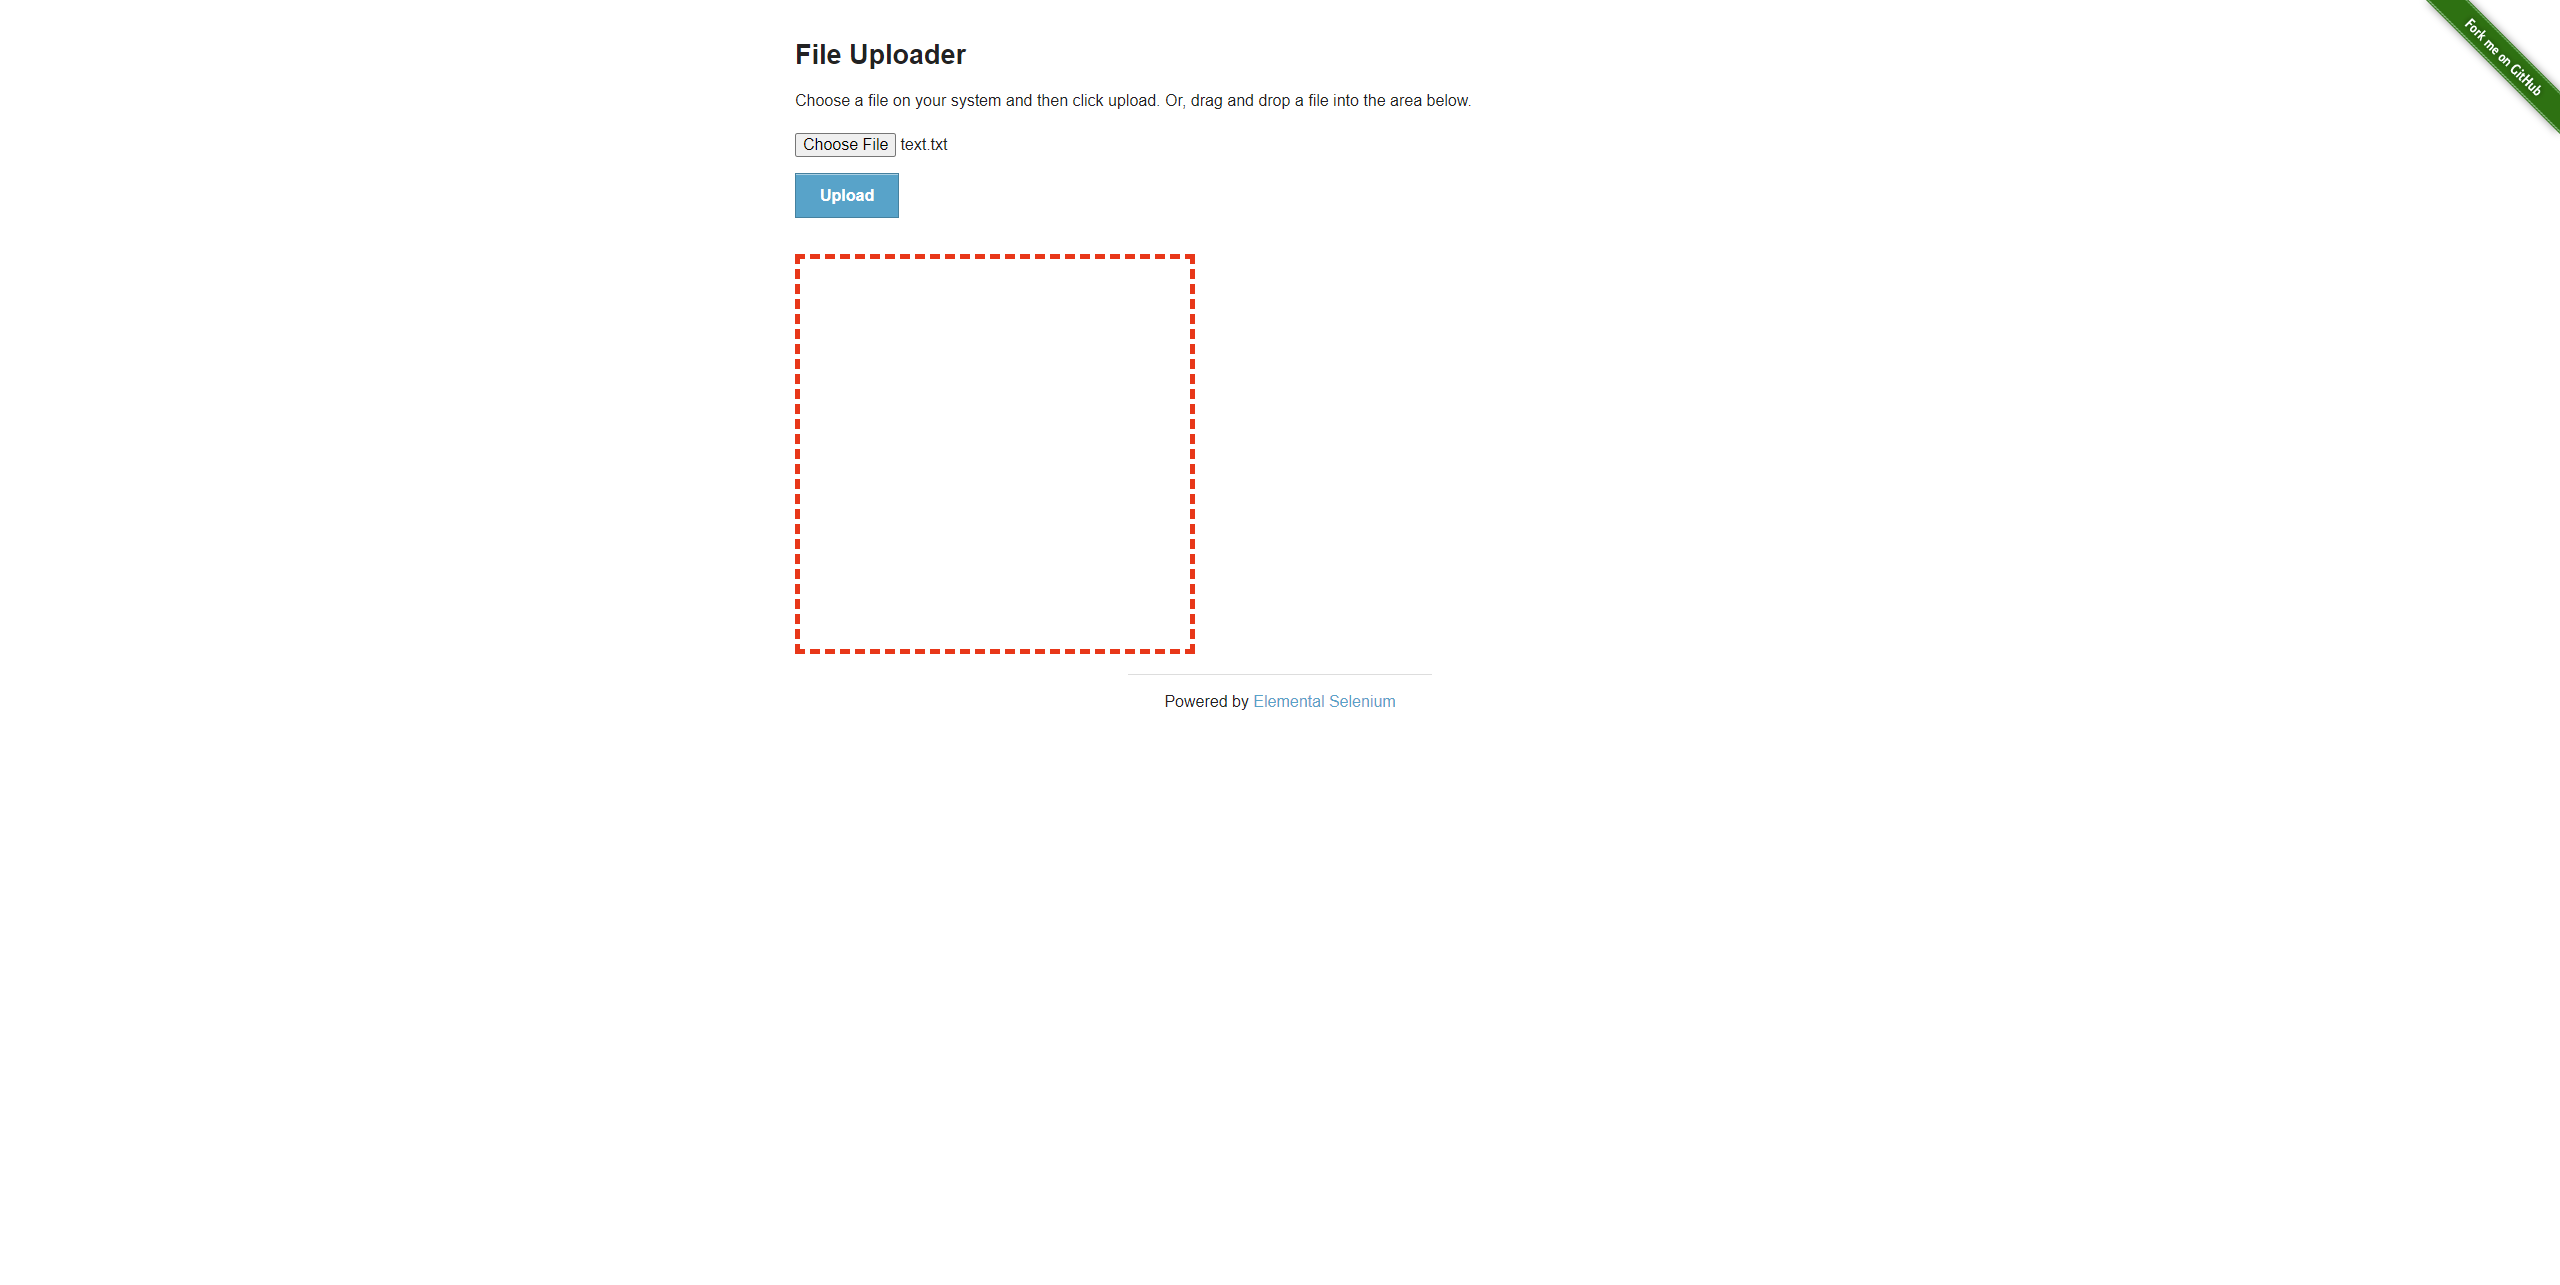 File Uploader
Fork me on GitHub
Choose a file on your system and then click upload. Or, drag and drop a file into the area below.
Choose File text.txt
Upload
Powered by Elemental Selenium